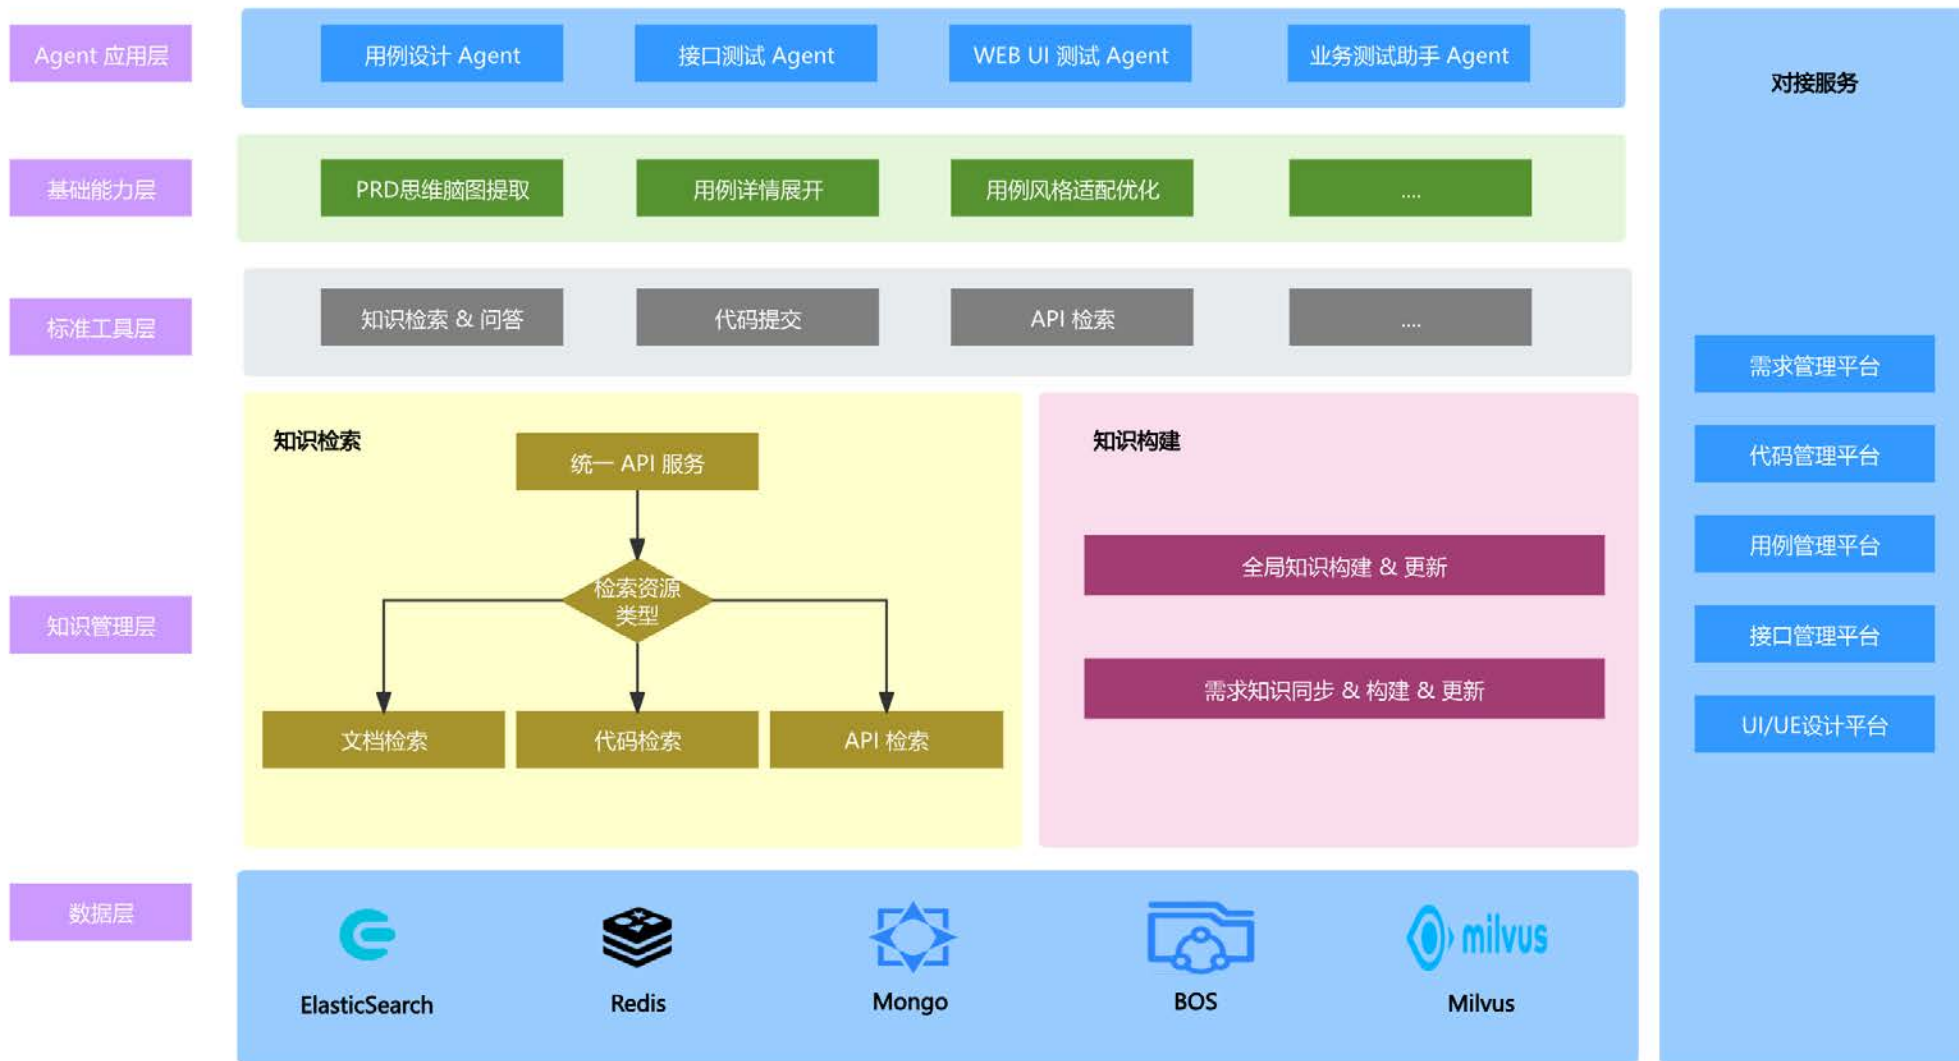 Agent 应用层
用例设计 Agent
接口测试 Agent
WEB UI 测试 Agent
业务测试助手 Agent
基础能力层
PRD思维脑图提取
用例详情展开
用例风格适配优化
....
标准工具层
知识检索 & 问答
代码提交
API 检索
....
知识管理层
知识检索
统一 API 服务
检索资源
类型
文档检索
代码检索
API 检索
知识构建
全局知识构建 & 更新
需求知识同步 & 构建 & 更新
数据层
ElasticSearch
Redis
Mongo
BOS
milvus
Milvus
对接服务
需求管理平台
代码管理平台
用例管理平台
接口管理平台
UI/UE设计平台